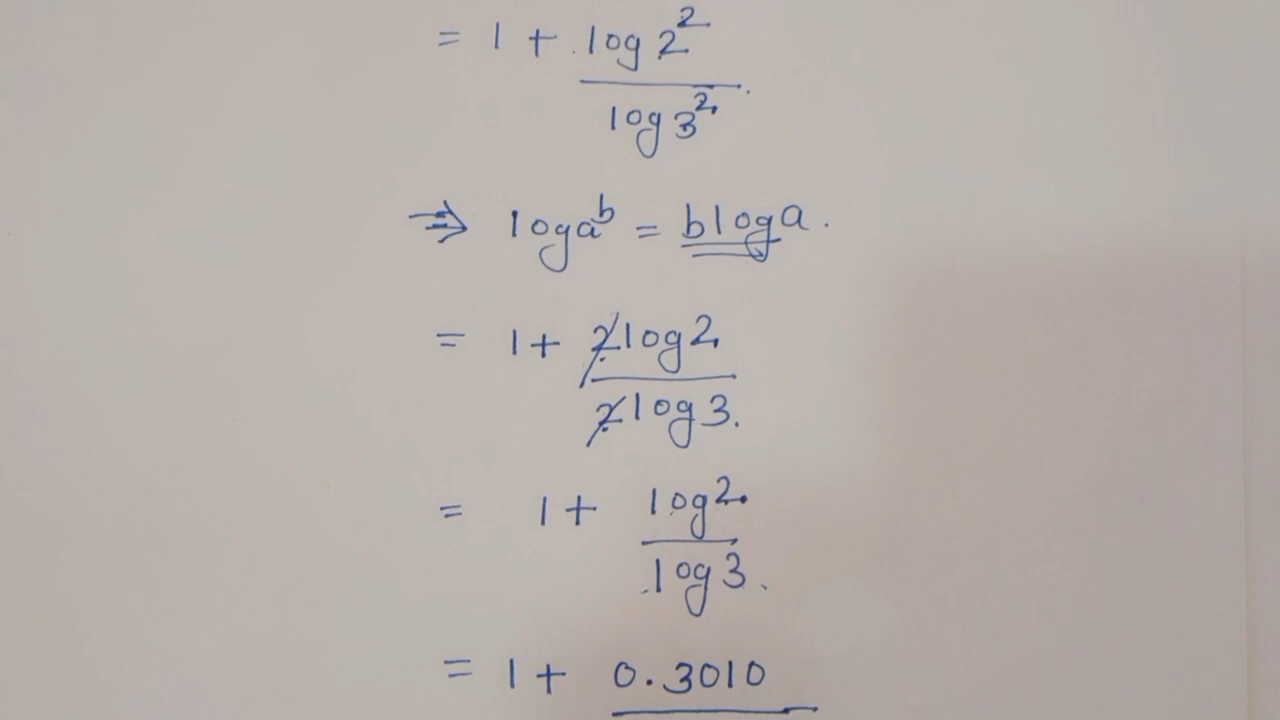 = 1 + log 2²
log 3²
⇒ log aᵇ = b log a.
= 1 + 2 log 2
2 log 3.
= 1 + log 2
log 3.
= 1 + 0.3010